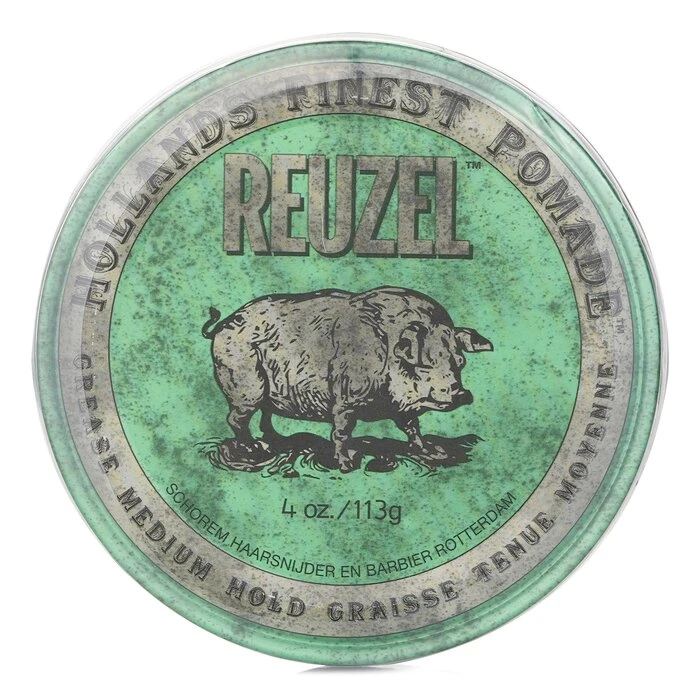 HOLLANDS FINEST POMADE™
REUZEL™
4 oz./113g
SCHOREM HAARSNIJDER EN BARBIER ROTTERDAM
GREASE MEDIUM HOLD GRAISSE TENUE MOYENNE